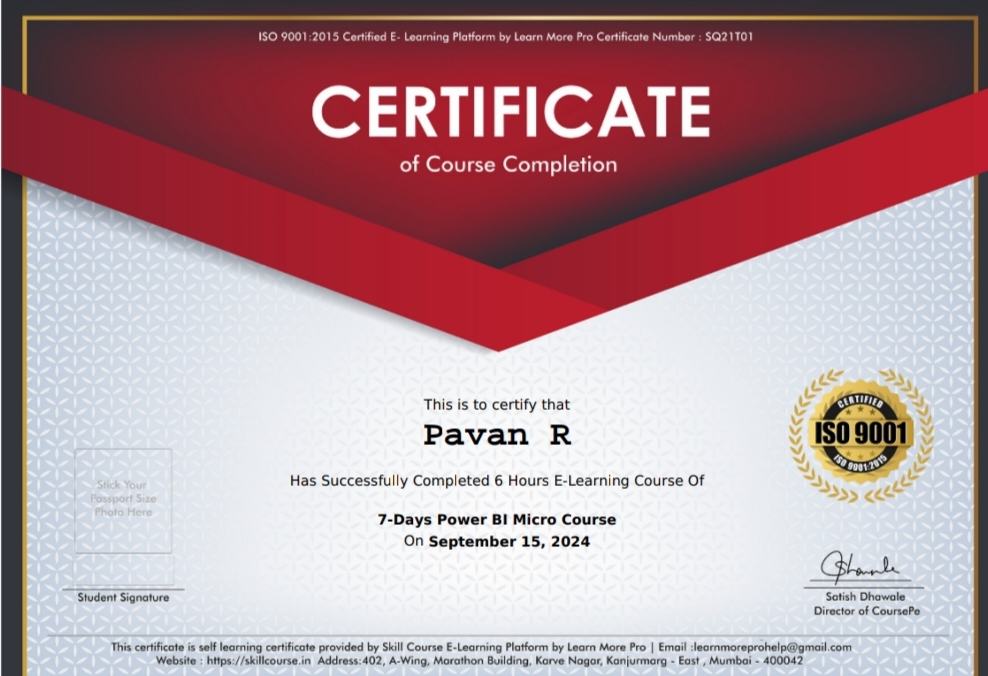 ISO 9001:2015 Certified E- Learning Platform by Learn More Pro Certificate Number : SQ21T01
CERTIFICATE
of Course Completion
This is to certify that
Pavan R
Has Successfully Completed 6 Hours E-Learning Course Of
7-Days Power BI Micro Course
On September 15, 2024
CERTIFIED
ISO 9001
ISO 9001:2015
Stick Your
Passport Size
Photo Here
Student Signature
Satish Dhawale
Director of CoursePe
This certificate is self learning certificate provided by Skill Course E-Learning Platform by Learn More Pro | Email :learnmoreprohelp@gmail.com
Website : https://skillcourse.in Address:402, A-Wing, Marathon Building, Karve Nagar, Kanjurmarg - East , Mumbai - 400042